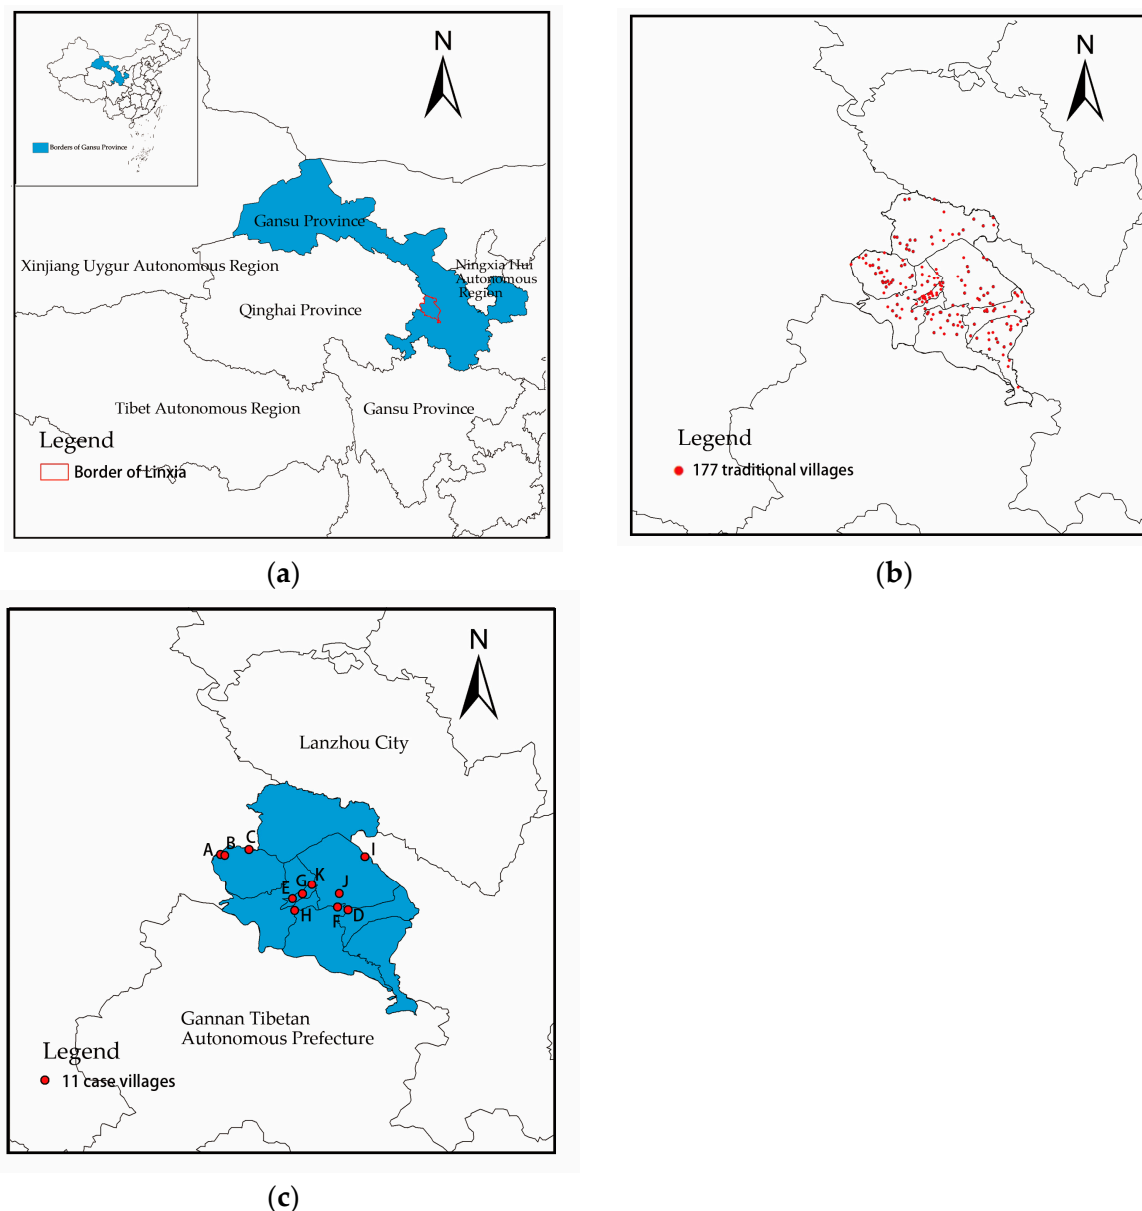 N
Borders of Gansu Province
Gansu Province
Xinjiang Uygur Autonomous Region
Ningxia Hui
Autonomous
Region
Qinghai Province
Tibet Autonomous Region
Gansu Province
Legend
Border of Linxia
(a)
N
Legend
177 traditional villages
(b)
N
Lanzhou City
A
B
C
I
K
G
E
J
H
F
D
Gannan Tibetan
Autonomous Prefecture
Legend
11 case villages
(c)